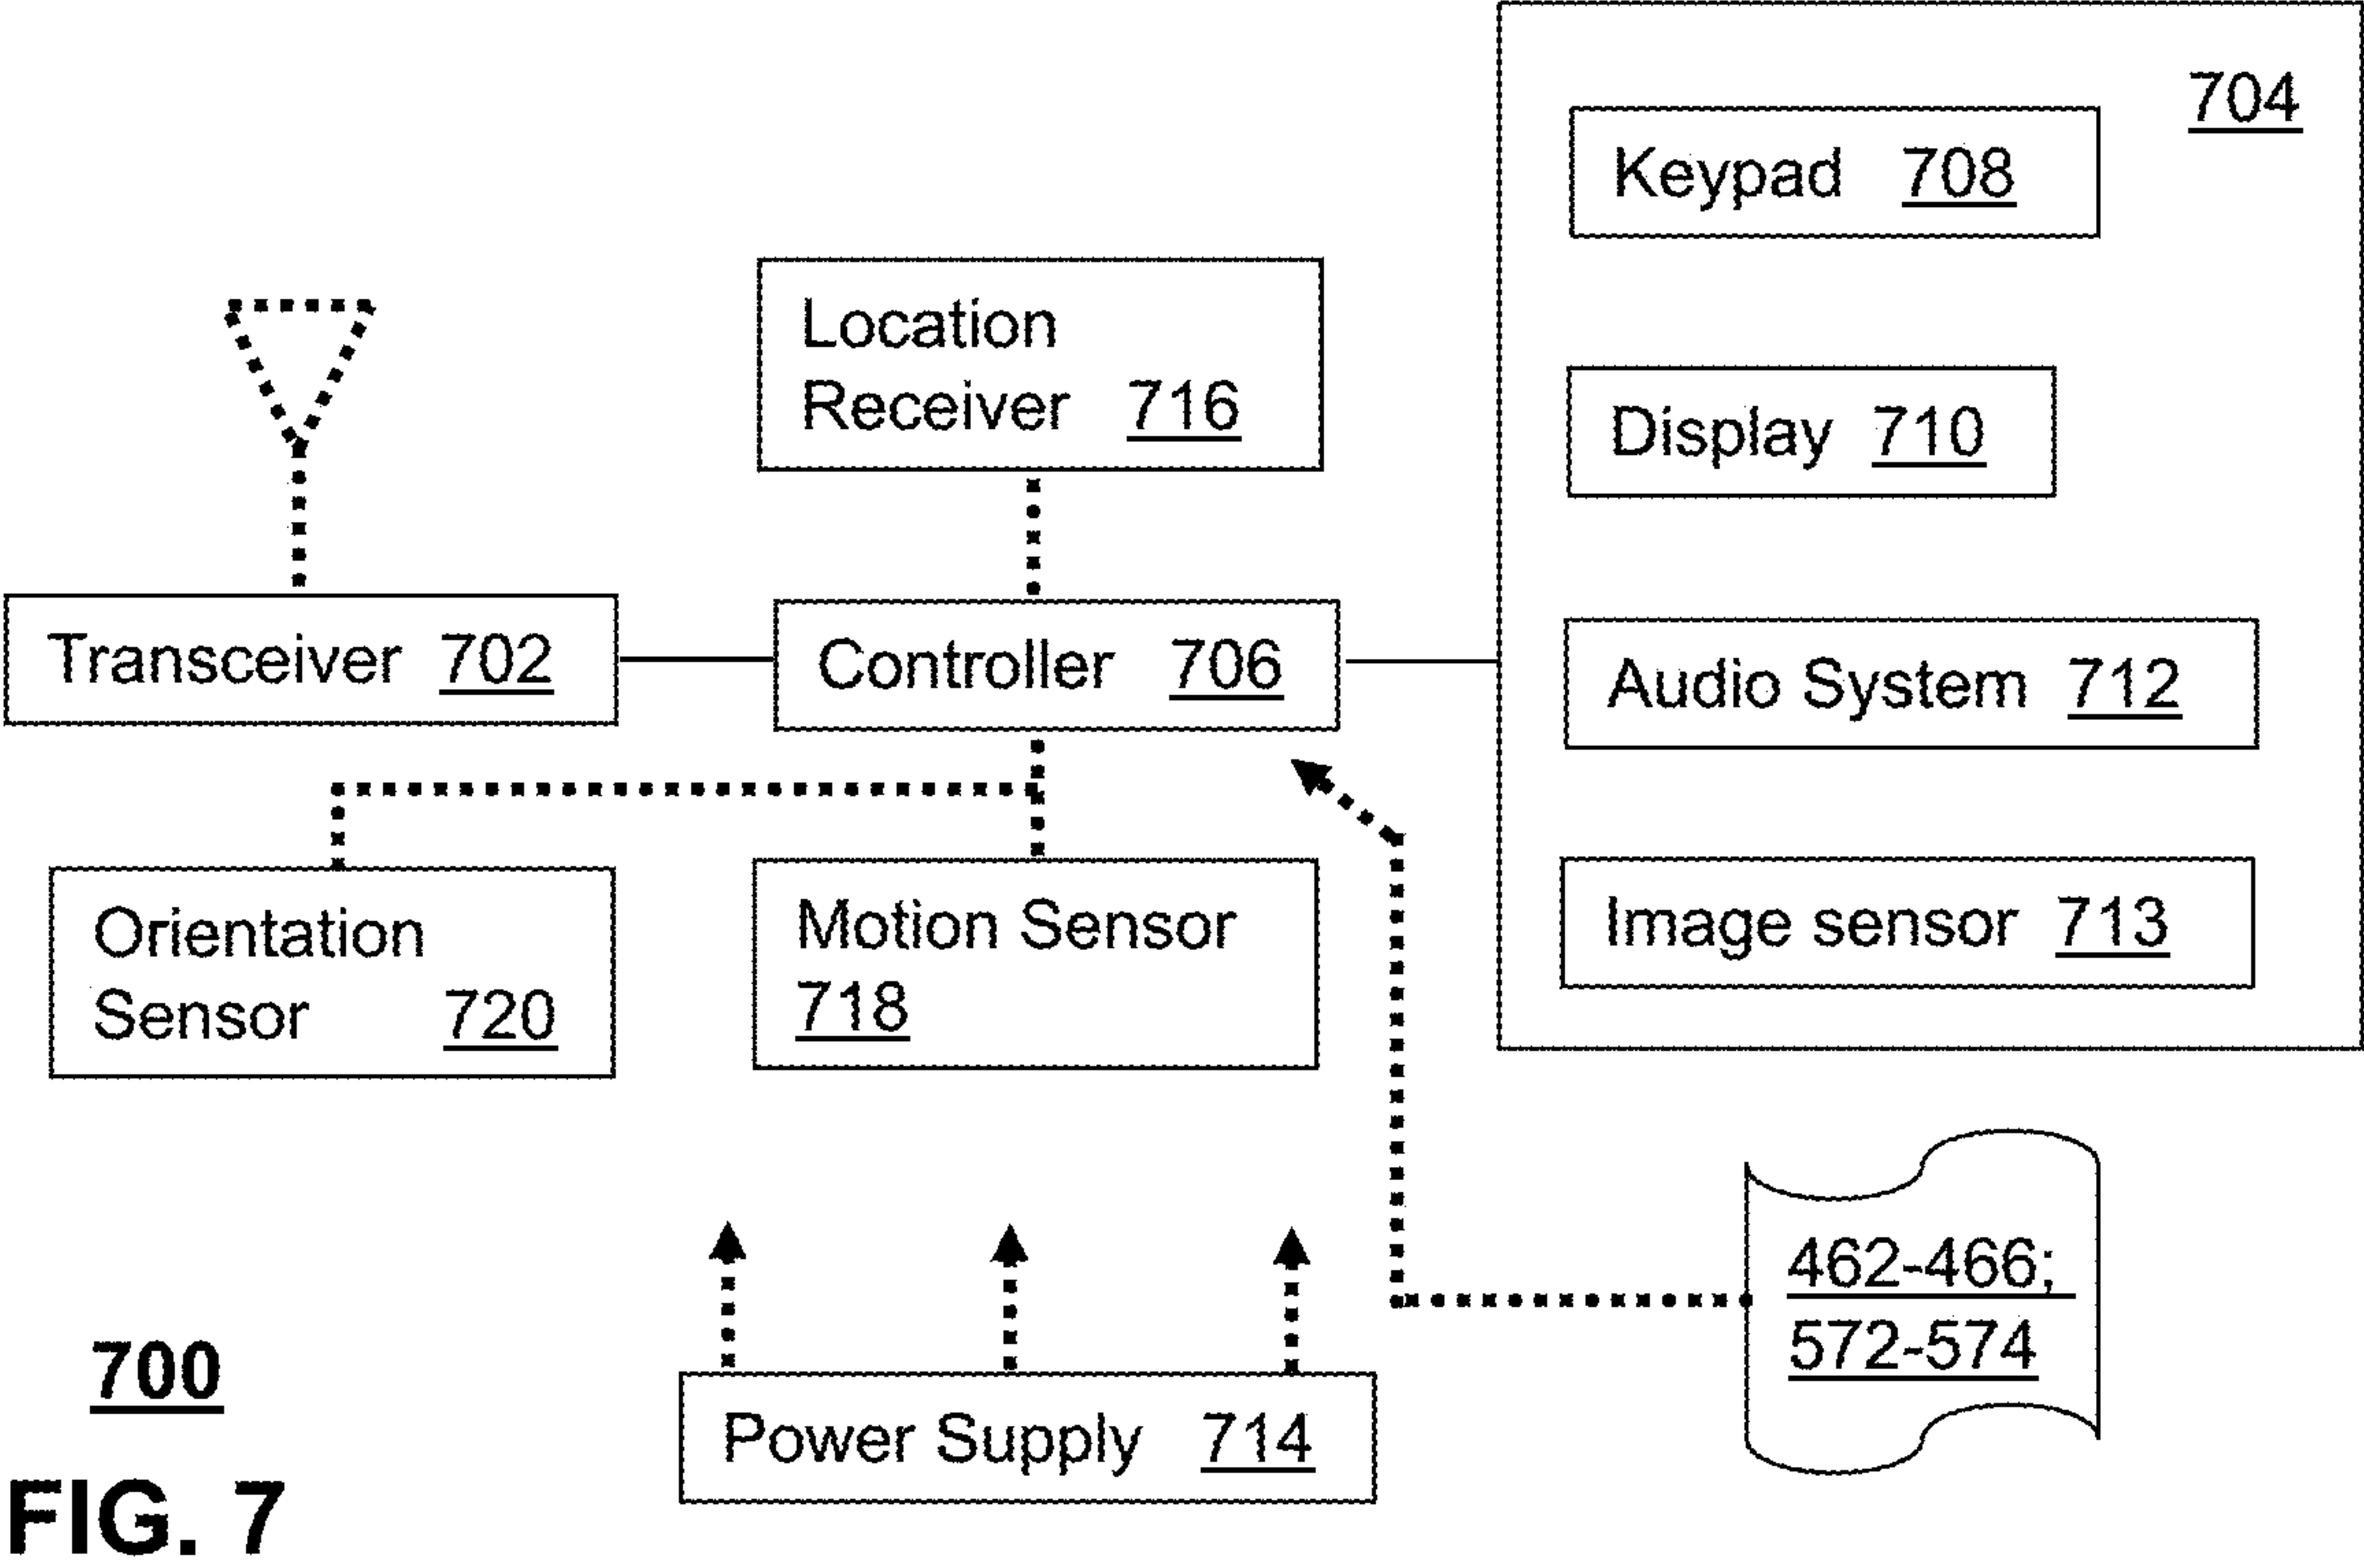 704
Keypad 708
Location
Receiver 716
Display 710
Transceiver 702
Controller 706
Audio System 712
Orientation
Sensor 720
Motion Sensor
718
Image sensor 713
462-466;
572-574
700
Power Supply 714
FIG. 7